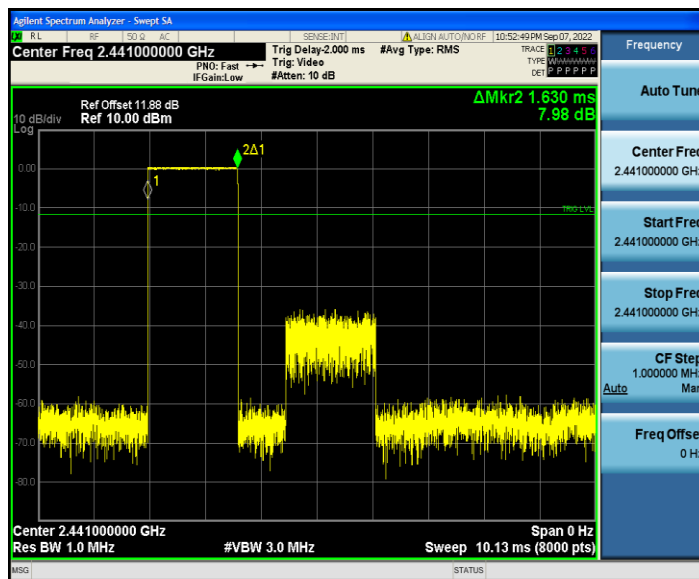 Agilent Spectrum Analyzer - Swept SA
RL RF 50 Ω AC SENSE:INT ALIGN AUTO/NO RF 10:52:49 PM Sep 07, 2022
Center Freq 2.441000000 GHz
Trig Delay-2.000 ms #Avg Type: RMS TRACE 1 2 3 4 5 6
PNO: Fast Trig: Video TYPE
IFGain:Low #Atten: 10 dB DET P P P P P P
Frequency
Auto Tune
Center Freq
2.441000000 GHz
Start Freq
2.441000000 GHz
Stop Freq
2.441000000 GHz
CF Step
1.000000 MHz
Auto Man
Freq Offset
0 Hz
ΔMkr2 1.630 ms
7.98 dB
Ref Offset 11.88 dB
10 dB/div Ref 10.00 dBm
Log
2Δ1
1
TRIG LVL
0.00
-10.0
-20.0
-30.0
-40.0
-50.0
-60.0
-70.0
-80.0
Center 2.441000000 GHz Span 0 Hz
Res BW 1.0 MHz #VBW 3.0 MHz Sweep 10.13 ms (8000 pts)
MSG STATUS